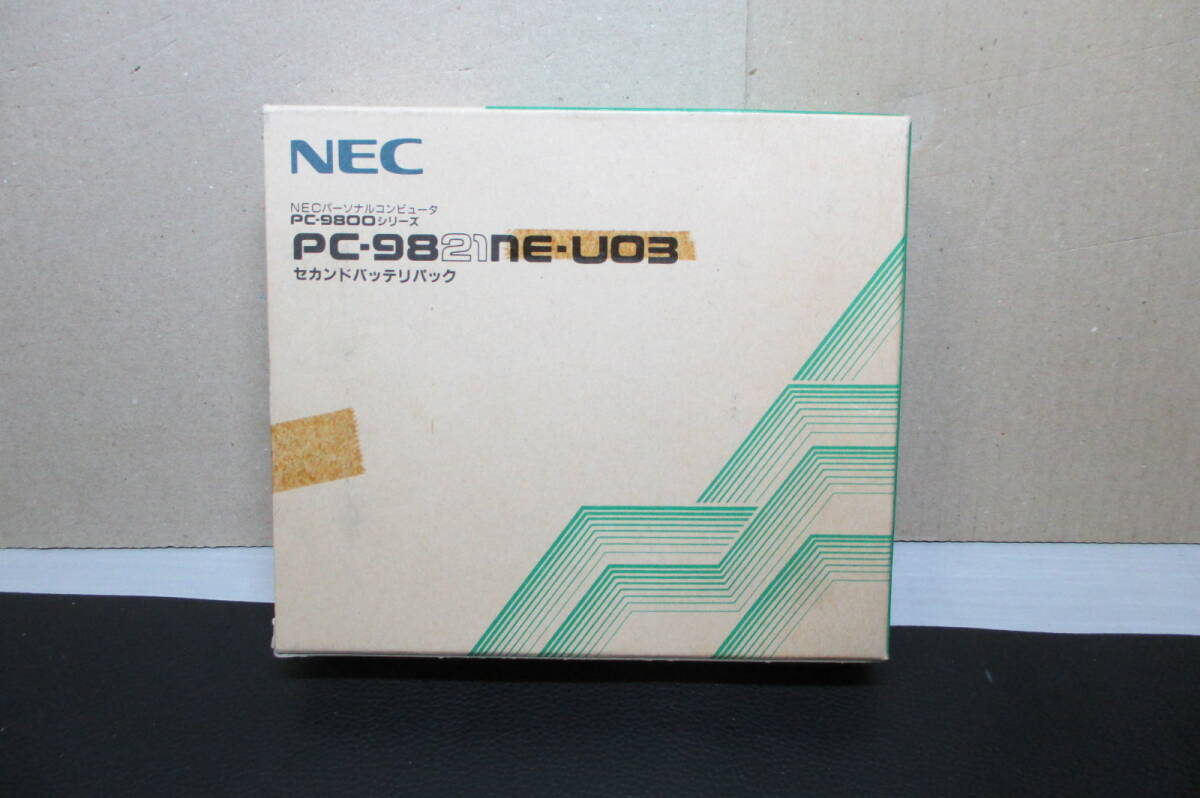 NEC
NECパーソナルコンピュータ
PC-9800シリーズ
PC-9821NE-U03
セカンドバッテリパック